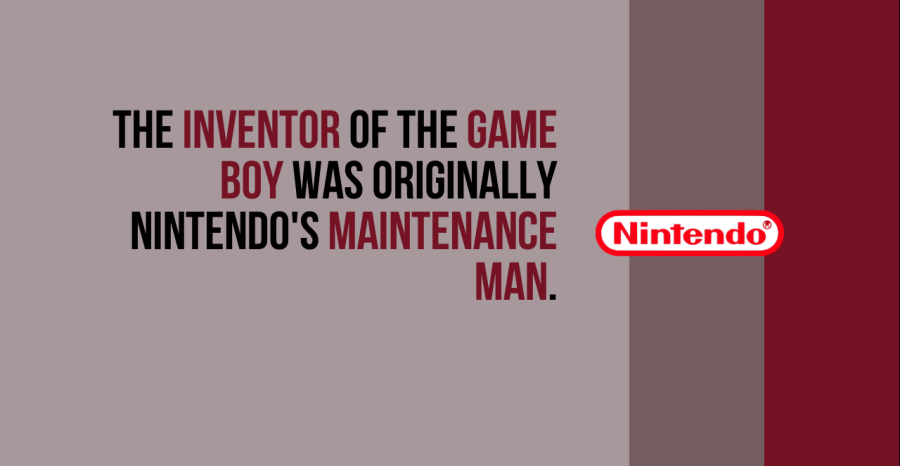 THE INVENTOR OF THE GAME
BOY WAS ORIGINALLY
NINTENDO'S MAINTENANCE
MAN.
Nintendo®